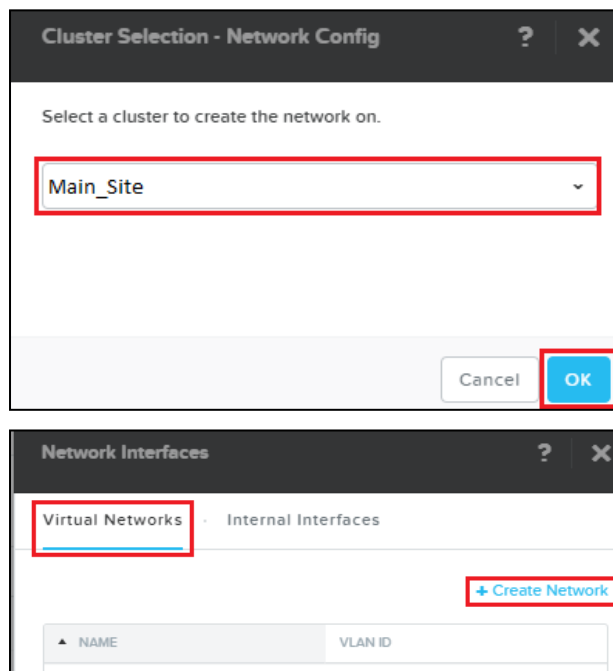 Cluster Selection - Network Config ? ×
Select a cluster to create the network on.
Main_Site
Cancel OK
Network Interfaces ? ×
Virtual Networks · Internal Interfaces
+ Create Network
▲ NAME VLAN ID